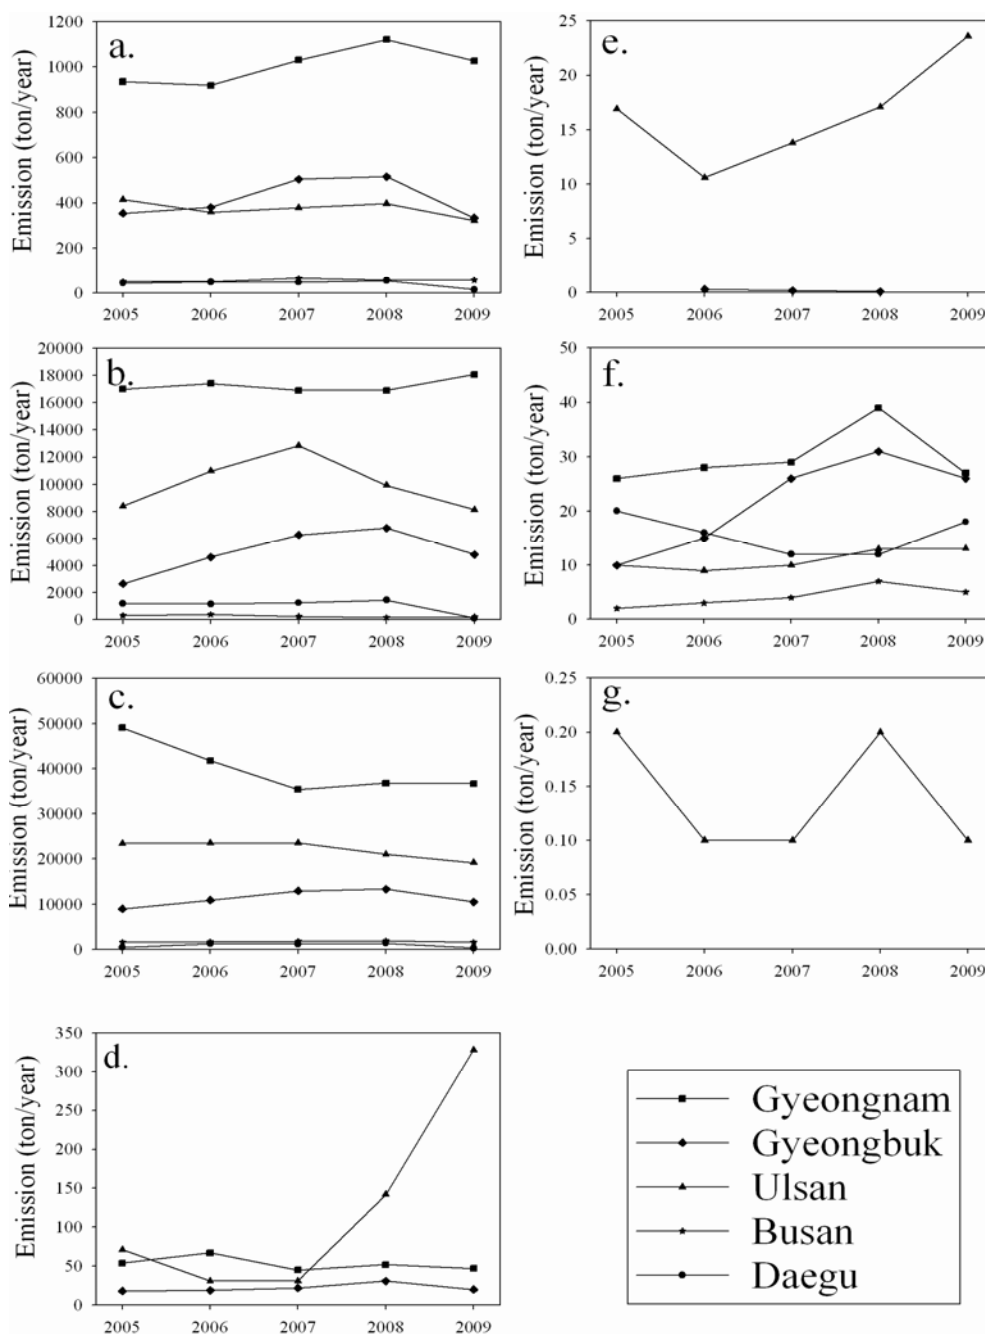 a.
Emission (ton/year)
1200
1000
800
600
400
200
0
2005 2006 2007 2008 2009
e.
Emission (ton/year)
25
20
15
10
5
0
2005 2006 2007 2008 2009
b.
Emission (ton/year)
20000
18000
16000
14000
12000
10000
8000
6000
4000
2000
0
2005 2006 2007 2008 2009
f.
Emission (ton/year)
50
40
30
20
10
0
2005 2006 2007 2008 2009
c.
Emission (ton/year)
60000
50000
40000
30000
20000
10000
0
2005 2006 2007 2008 2009
g.
Emission (ton/year)
0.25
0.20
0.15
0.10
0.05
0.00
2005 2006 2007 2008 2009
d.
Emission (ton/year)
350
300
250
200
150
100
50
0
2005 2006 2007 2008 2009
Gyeongnam
Gyeongbuk
Ulsan
Busan
Daegu